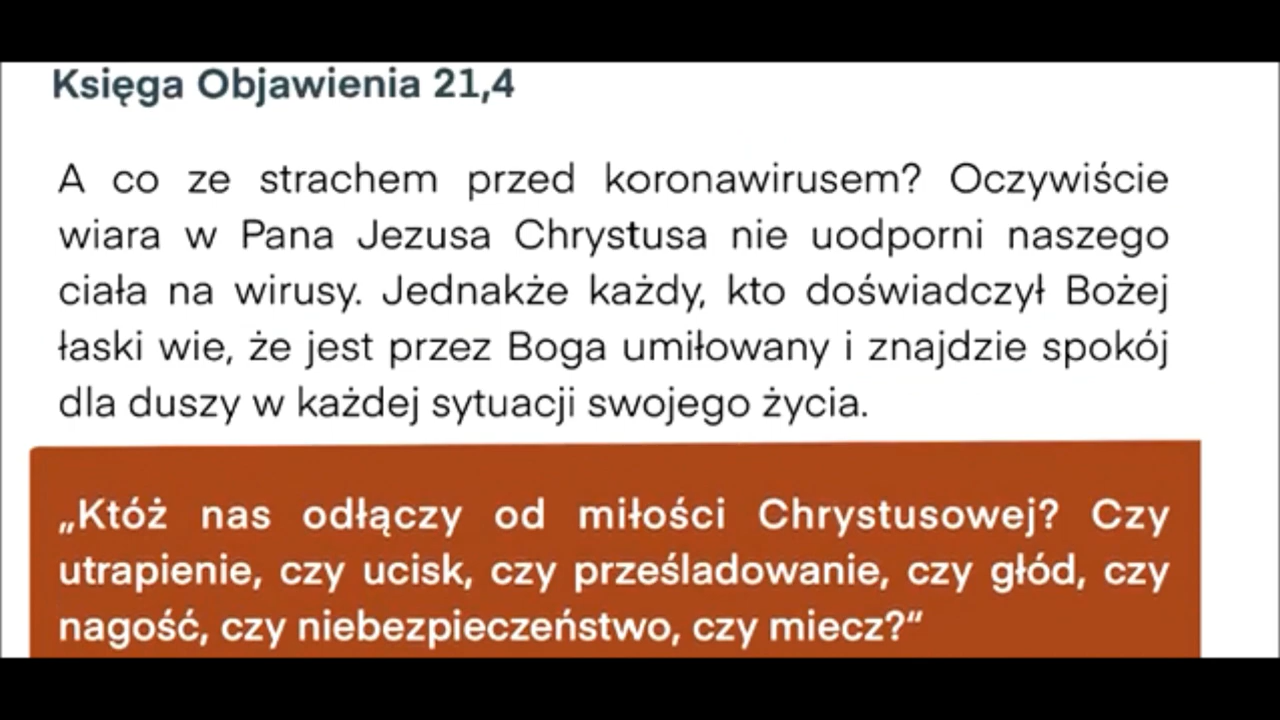 Księga Objawienia 21,4
A co ze strachem przed koronawirusem? Oczywiście
wiara w Pana Jezusa Chrystusa nie uodporni naszego
ciała na wirusy. Jednakże każdy, kto doświadczył Bożej
łaski wie, że jest przez Boga umiłowany i znajdzie spokój
dla duszy w każdej sytuacji swojego życia.
„Któż nas odłączy od miłości Chrystusowej? Czy
utrapienie, czy ucisk, czy prześladowanie, czy głód, czy
nagość, czy niebezpieczeństwo, czy miecz?“